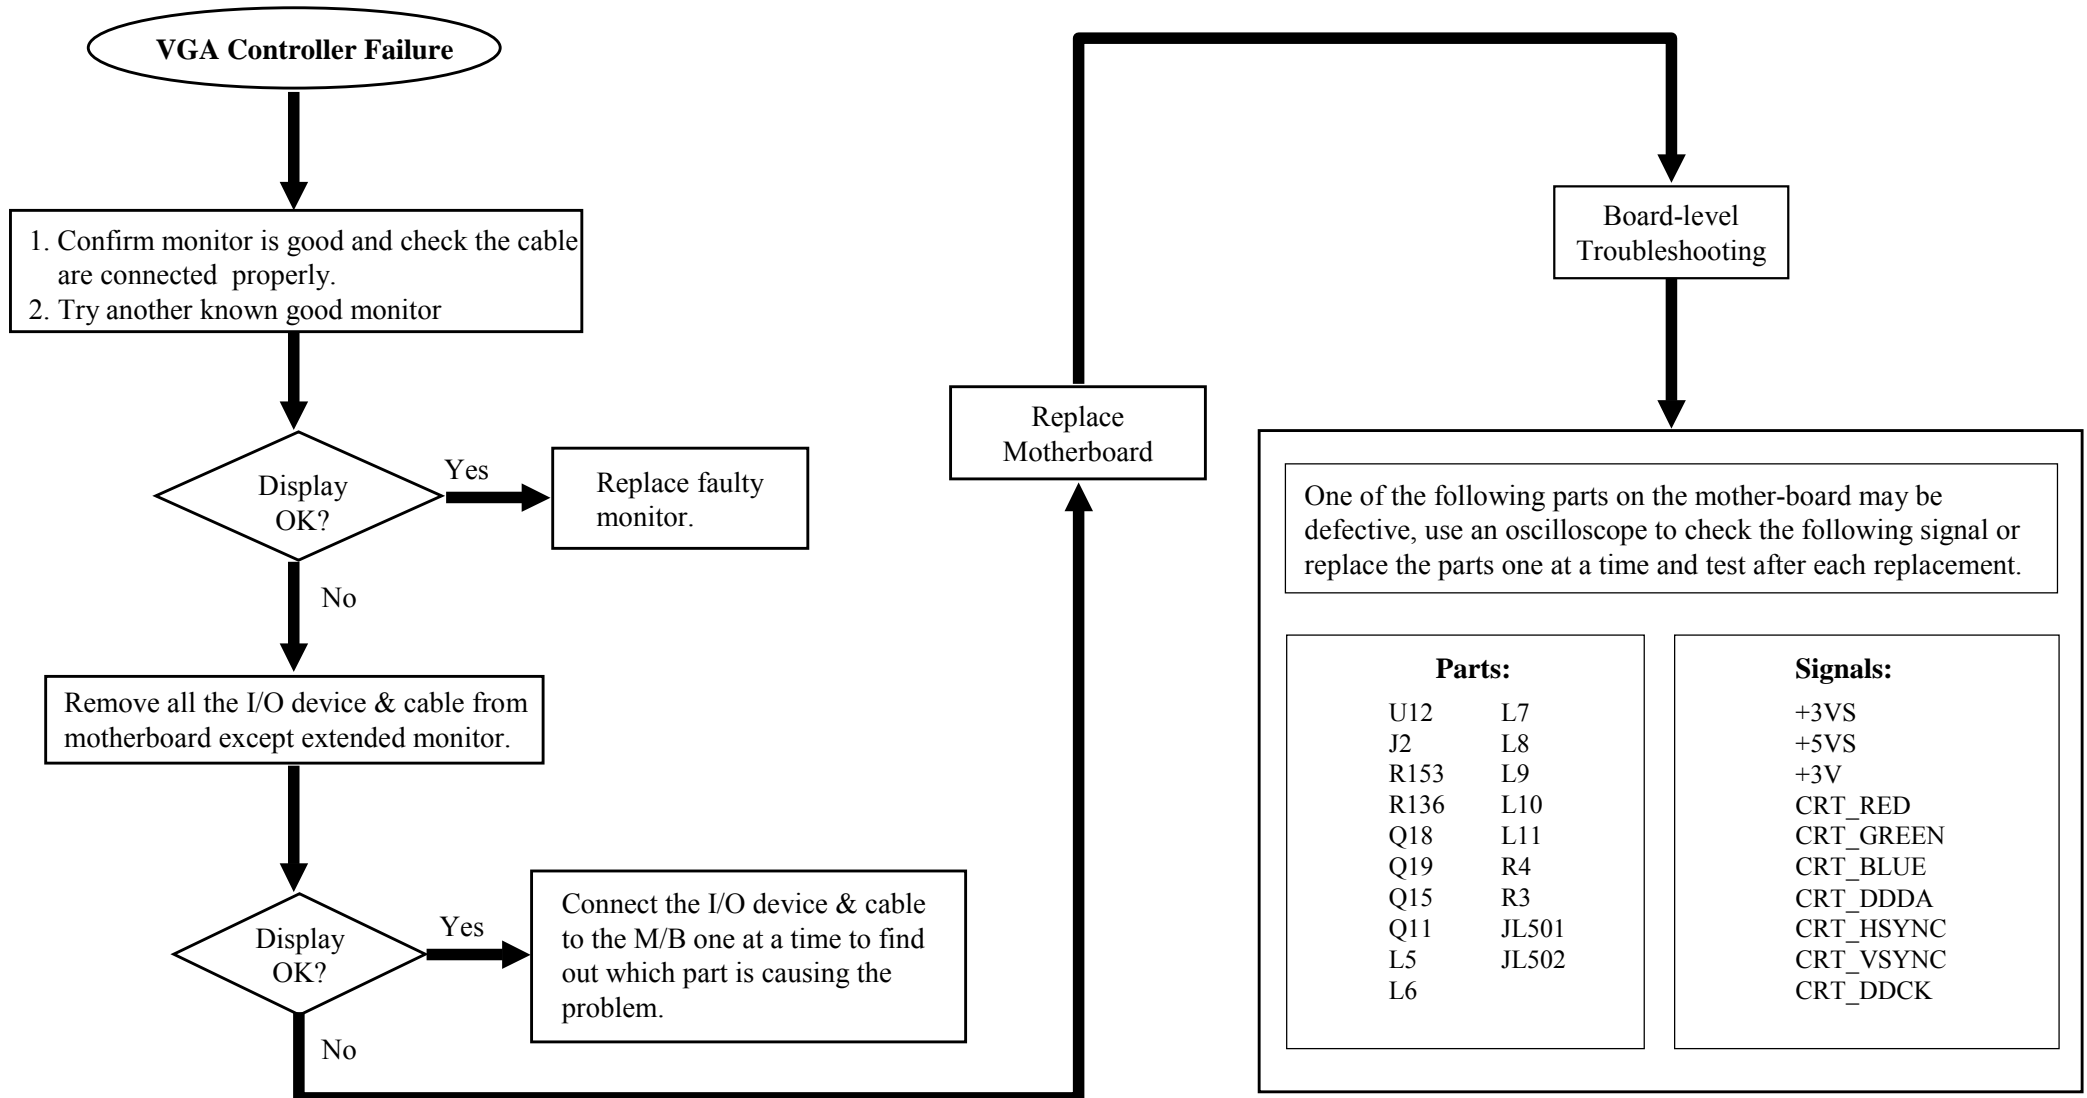 VGA Controller Failure
1. Confirm monitor is good and check the cable
are connected properly.
2. Try another known good monitor
Display
OK?
Yes
Replace faulty
monitor.
No
Remove all the I/O device & cable from
motherboard except extended monitor.
Display
OK?
Yes
Connect the I/O device & cable
to the M/B one at a time to find
out which part is causing the
problem.
No
Replace
Motherboard
Board-level
Troubleshooting
One of the following parts on the mother-board may be
defective, use an oscilloscope to check the following signal or
replace the parts one at a time and test after each replacement.
Parts:
U12
J2
R153
R136
Q18
Q19
Q15
Q11
L5
L6
L7
L8
L9
L10
L11
R4
R3
JL501
JL502
Signals:
+3VS
+5VS
+3V
CRT_RED
CRT_GREEN
CRT_BLUE
CRT_DDDA
CRT_HSYNC
CRT_VSYNC
CRT_DDCK